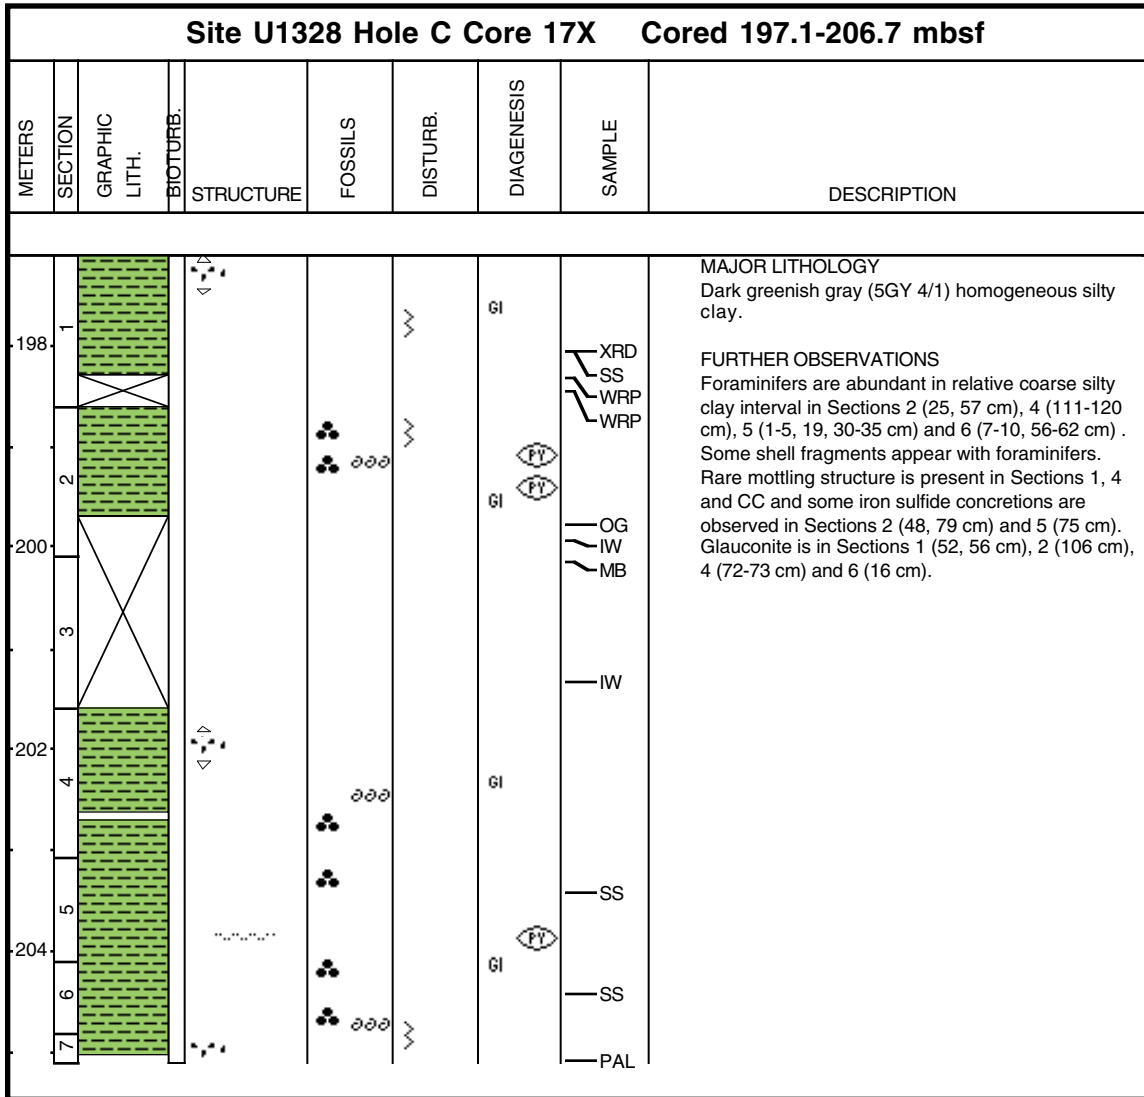 Site U1328 Hole C Core 17X Cored 197.1-206.7 mbsf
METERS
SECTION
GRAPHIC
LITH.
BIOTURB.
STRUCTURE
FOSSILS
DISTURB.
DIAGENESIS
SAMPLE
DESCRIPTION
MAJOR LITHOLOGY
Dark greenish gray (5GY 4/1) homogeneous silty
clay.
FURTHER OBSERVATIONS
Foraminifers are abundant in relative coarse silty
clay interval in Sections 2 (25, 57 cm), 4 (111-120
cm), 5 (1-5, 19, 30-35 cm) and 6 (7-10, 56-62 cm) .
Some shell fragments appear with foraminifers.
Rare mottling structure is present in Sections 1, 4
and CC and some iron sulfide concretions are
observed in Sections 2 (48, 79 cm) and 5 (75 cm).
Glauconite is in Sections 1 (52, 56 cm), 2 (106 cm),
4 (72-73 cm) and 6 (16 cm).
198
200
202
204
1
2
3
4
5
6
7
Gl
PY
PY
Gl
Gl
PY
Gl
XRD
SS
WRP
WRP
OG
IW
MB
IW
SS
SS
PAL